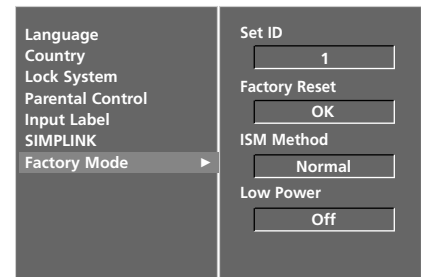 Language
Country
Lock System
Parental Control
Input Label
SIMPLINK
Factory Mode ►
Set ID
1
Factory Reset
OK
ISM Method
Normal
Low Power
Off